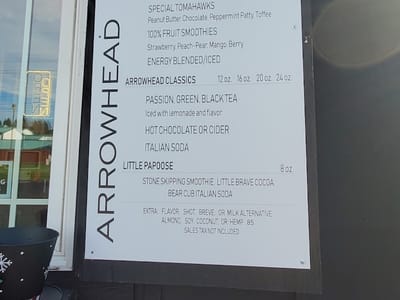 SPECIAL TOMAHAWKS
Peanut Butter, Chocolate, Peppermint Patty, Toffee
100% FRUIT SMOOTHIES
Strawberry, Peach-Pear, Mango, Berry
ENERGY BLENDED/ICED
ARROWHEAD CLASSICS 12 oz. 16 oz. 20 oz. 24 oz.
PASSION, GREEN, BLACK TEA
Iced with lemonade and flavor
HOT CHOCOLATE OR CIDER
ITALIAN SODA
LITTLE PAPOOSE 8 oz
STONE SKIPPING SMOOTHIE, LITTLE BRAVE COCOA
BEAR CUB ITALIAN SODA
EXTRA: FLAVOR, SHOT, BREVE, OR MILK ALTERNATIVE:
ALMOND, SOY, COCONUT, OR HEMP .85
SALES TAX NOT INCLUDED
ARROWHEAD